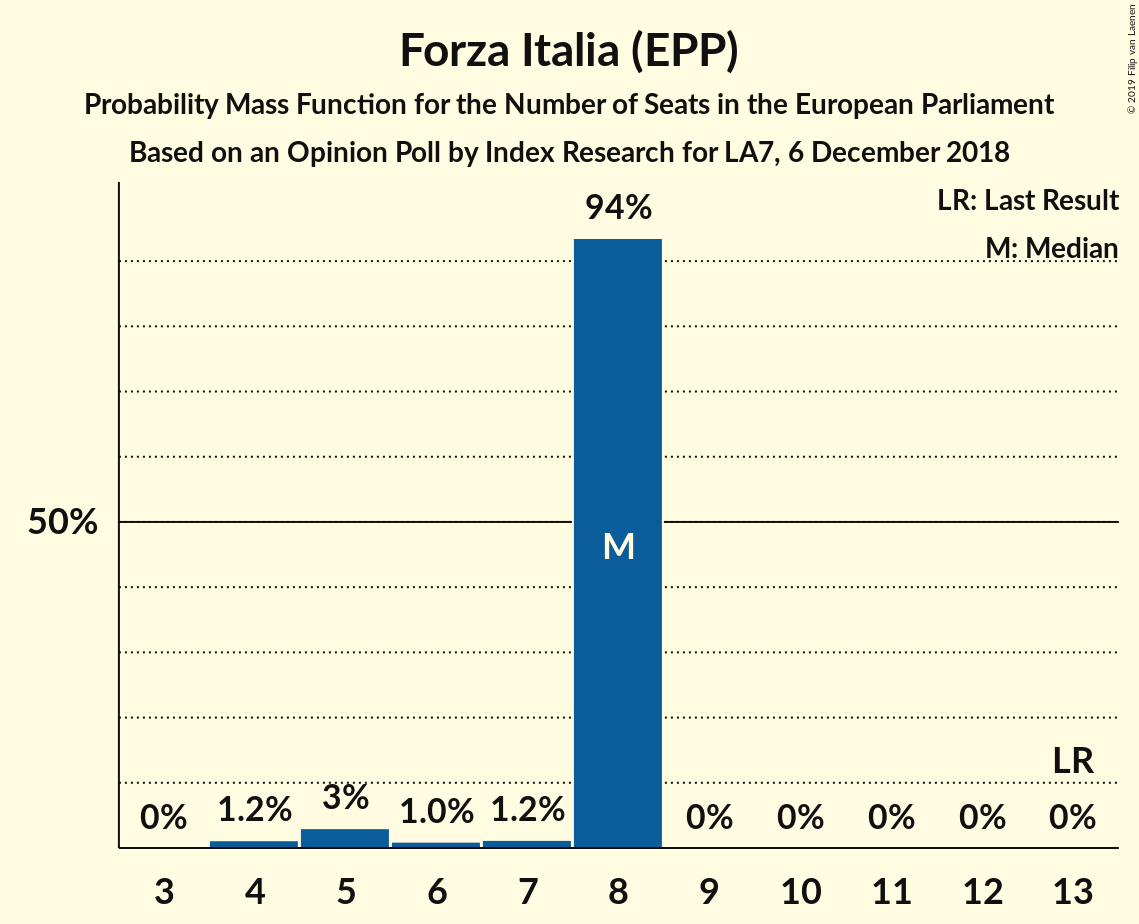 Forza Italia (EPP)
Probability Mass Function for the Number of Seats in the European Parliament
Based on an Opinion Poll by Index Research for LA7, 6 December 2018
© 2019 Filip van Laenen
LR: Last Result
M: Median
94%
50%
M
LR
0% 1.2% 3% 1.0% 1.2% 0% 0% 0% 0% 0%
3 4 5 6 7 8 9 10 11 12 13